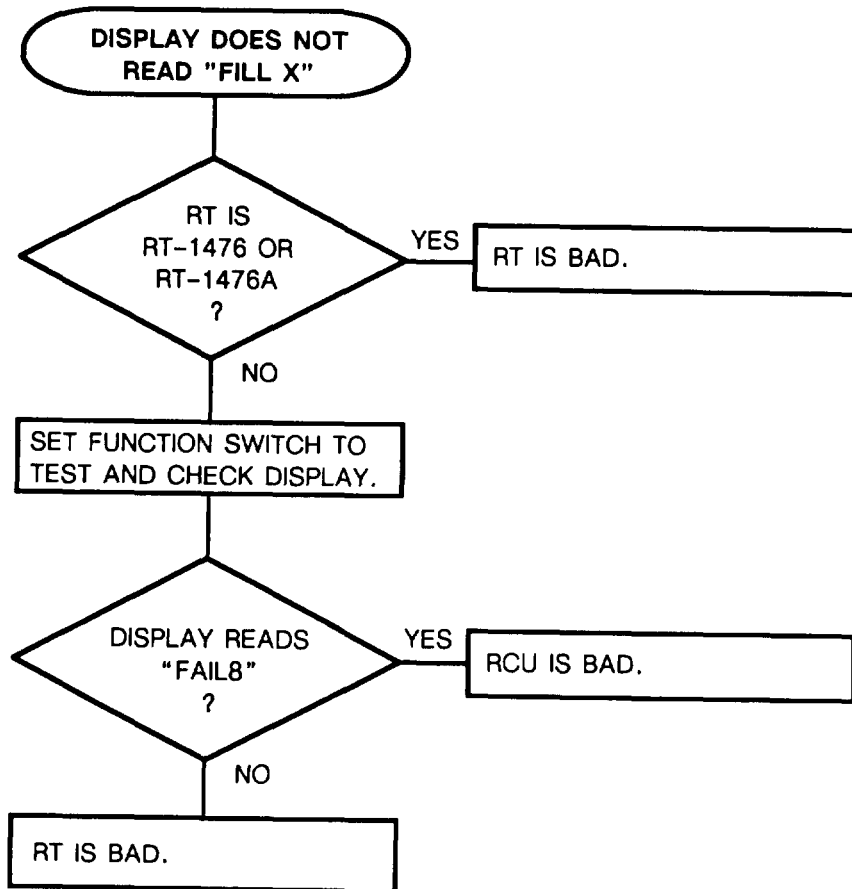 DISPLAY DOES NOT
READ "FILL X"
RT IS
RT-1476 OR
RT-1476A
?
YES
RT IS BAD.
NO
SET FUNCTION SWITCH TO
TEST AND CHECK DISPLAY.
DISPLAY READS
"FAIL8"
?
YES
RCU IS BAD.
NO
RT IS BAD.